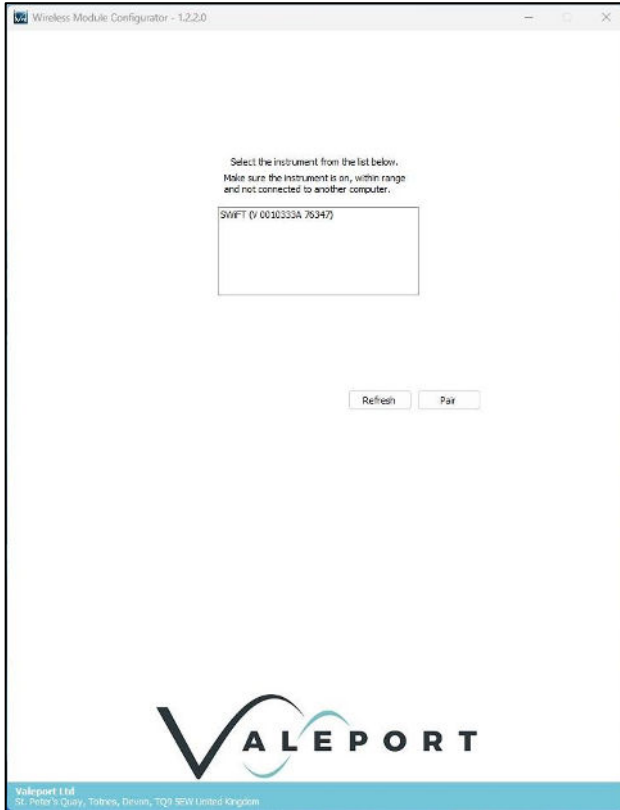 Wireless Module Configurator - 1.2.2.0
Select the instrument from the list below.
Make sure the instrument is on, within range
and not connected to another computer.
SWiFT (V 0010333A 76347)
Refresh Pair
VALEPORT
Valeport Ltd
St. Peter's Quay, Totnes, Devon, TQ9 5EW United Kingdom